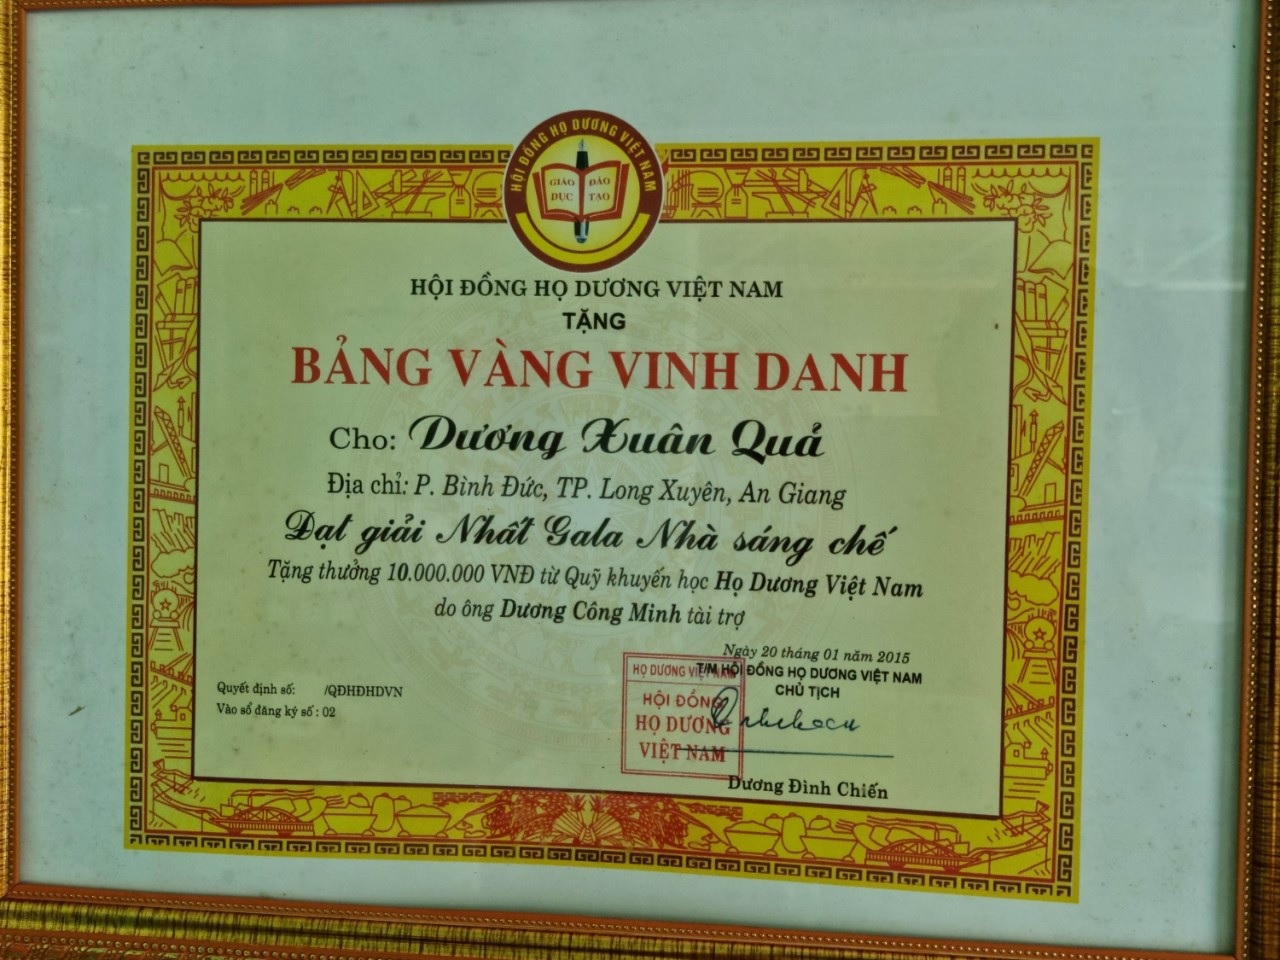 HỘI ĐỒNG HỌ DƯƠNG VIỆT NAM
GIÁO DỤC
ĐÀO TẠO
HỘI ĐỒNG HỌ DƯƠNG VIỆT NAM
TẶNG
BẢNG VÀNG VINH DANH
Cho: Dương Xuân Quả
Địa chỉ: P. Bình Đức, TP. Long Xuyên, An Giang
Đạt giải Nhất Gala Nhà sáng chế
Tặng thưởng 10.000.000 VNĐ từ Quỹ khuyến học Họ Dương Việt Nam
do ông Dương Công Minh tài trợ
Ngày 20 tháng 01 năm 2015
T/M HỘI ĐỒNG HỌ DƯƠNG VIỆT NAM
CHỦ TỊCH
Quyết định số: /QĐHĐHDVN
Vào sổ đăng ký số : 02
HỌ DƯƠNG VIỆT NAM
HỘI ĐỒNG
HỌ DƯƠNG
VIỆT NAM
Dương Đình Chiến